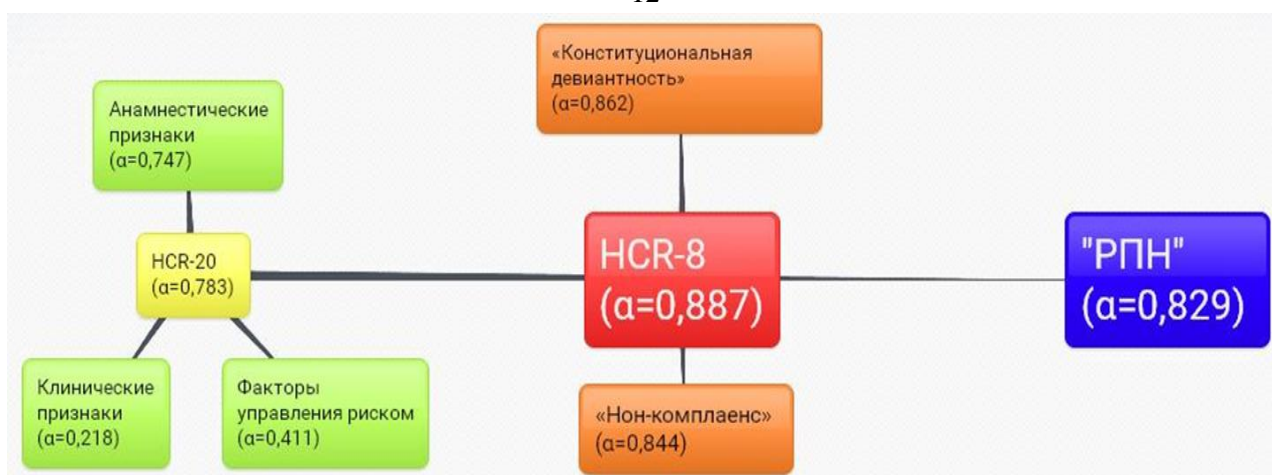 12
«Конституциональная
девиантность»
(α=0,862)
Анамнестические
признаки
(α=0,747)
HCR-20
(α=0,783)
HCR-8
(α=0,887)
"РПН"
(α=0,829)
Клинические
признаки
(α=0,218)
Факторы
управления риском
(α=0,411)
«Нон-комплаенс»
(α=0,844)